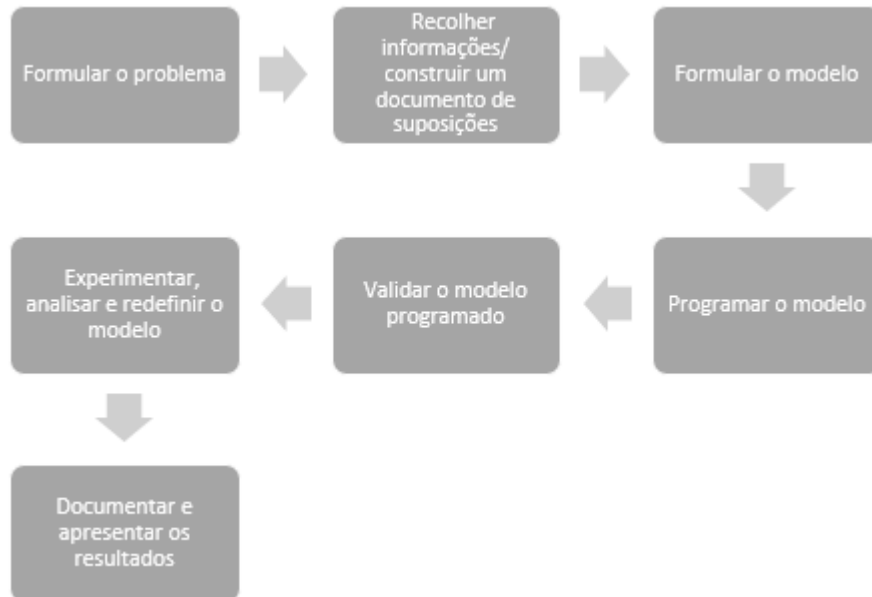 Formular o problema
Recolher
informações/
construir um
documento de
suposições
Formular o modelo
Programar o modelo
Validar o modelo
programado
Experimentar,
analisar e redefinir o
modelo
Documentar e
apresentar os
resultados